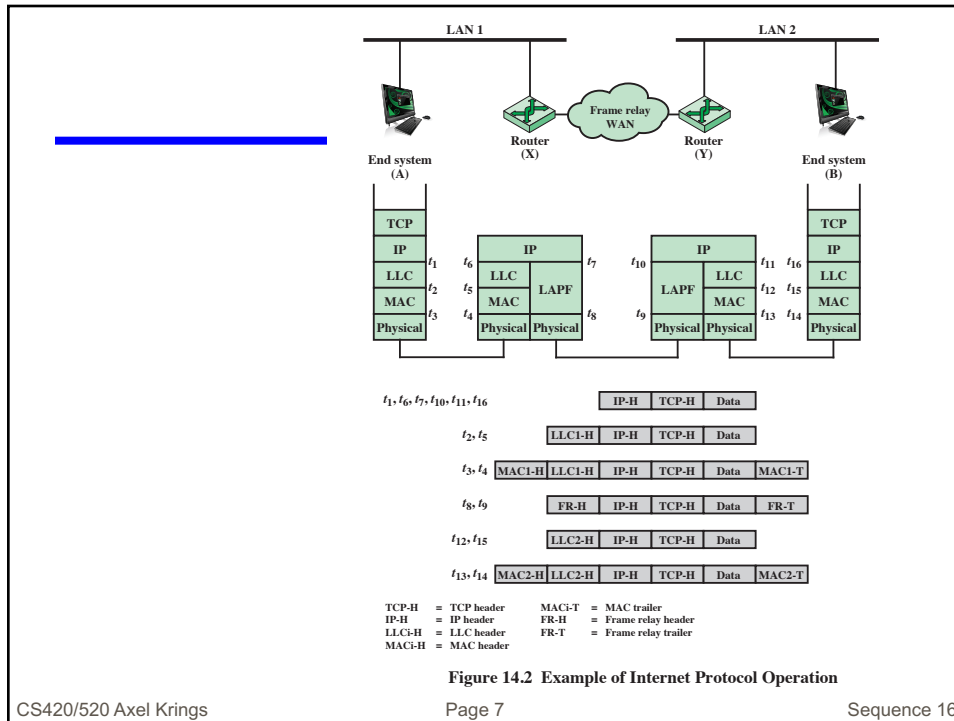 LAN 1 LAN 2
Frame relay
WAN
Router
(X)
Router
(Y)
End system
(A)
End system
(B)
TCP TCP
IP IP IP IP
t1 t6 t7 t10 t11 t16
LLC LLC LAPF LAPF LLC LLC
t2 t5 t12 t15
MAC MAC MAC MAC
t3 t4 t8 t9 t13 t14
Physical Physical Physical Physical Physical Physical
t1, t6, t7, t10, t11, t16 IP-H TCP-H Data
t2, t5 LLC1-H IP-H TCP-H Data
t3, t4 MAC1-H LLC1-H IP-H TCP-H Data MAC1-T
t8, t9 FR-H IP-H TCP-H Data FR-T
t12, t15 LLC2-H IP-H TCP-H Data
t13, t14 MAC2-H LLC2-H IP-H TCP-H Data MAC2-T
TCP-H = TCP header MACi-T = MAC trailer
IP-H = IP header FR-H = Frame relay header
LLCi-H = LLC header FR-T = Frame relay trailer
MACi-H = MAC header
Figure 14.2 Example of Internet Protocol Operation
CS420/520 Axel Krings Page 7 Sequence 16